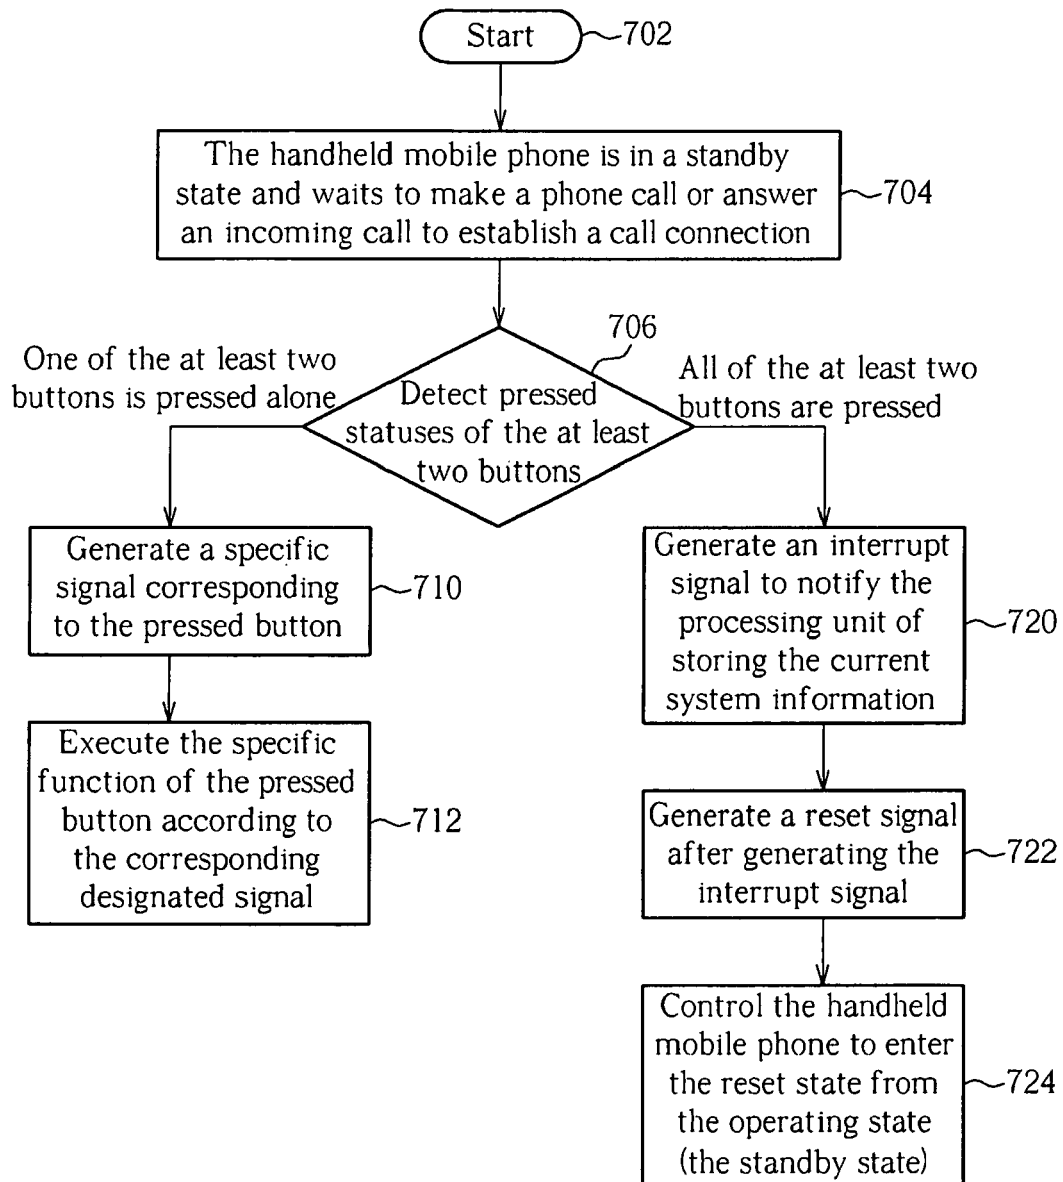 Start
702
The handheld mobile phone is in a standby
state and waits to make a phone call or answer
an incoming call to establish a call connection
704
706
One of the at least two
buttons is pressed alone
Detect pressed
statuses of the at least
two buttons
All of the at least two
buttons are pressed
Generate a specific
signal corresponding
to the pressed button
710
Execute the specific
function of the pressed
button according to
the corresponding
designated signal
712
Generate an interrupt
signal to notify the
processing unit of
storing the current
system information
720
Generate a reset signal
after generating the
interrupt signal
722
Control the handheld
mobile phone to enter
the reset state from
the operating state
(the standby state)
724